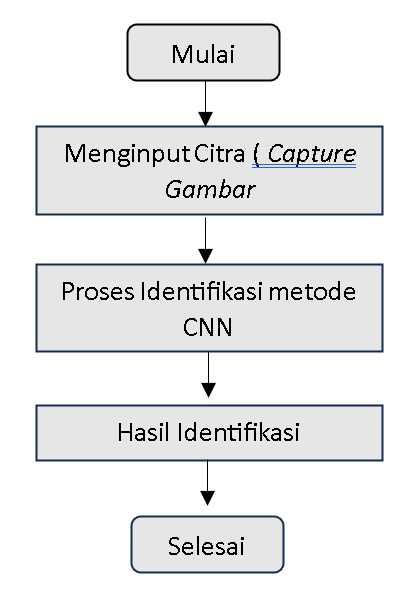 Mulai
Menginput Citra ( Capture
Gambar
Proses Identifikasi metode
CNN
Hasil Identifikasi
Selesai